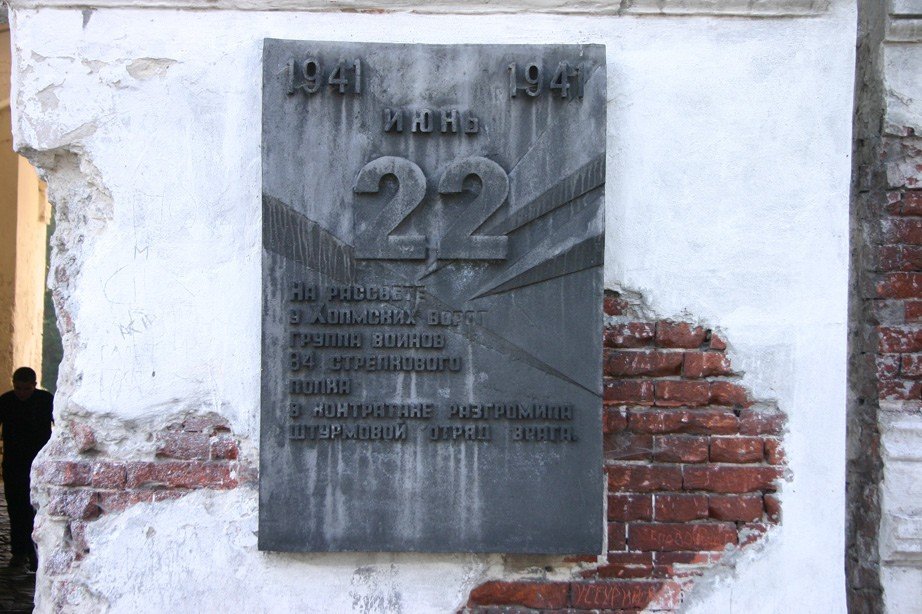 1941 1941
ИЮНЬ
22
НА РАССВЕТЕ
У ХОЛМСКИХ ВОРОТ
ГРУППА ВОИНОВ
84 СТРЕЛКОВОГО
ПОЛКА
В КОНТРАТАКЕ РАЗГРОМИЛА
ШТУРМОВОЙ ОТРЯД ВРАГА.